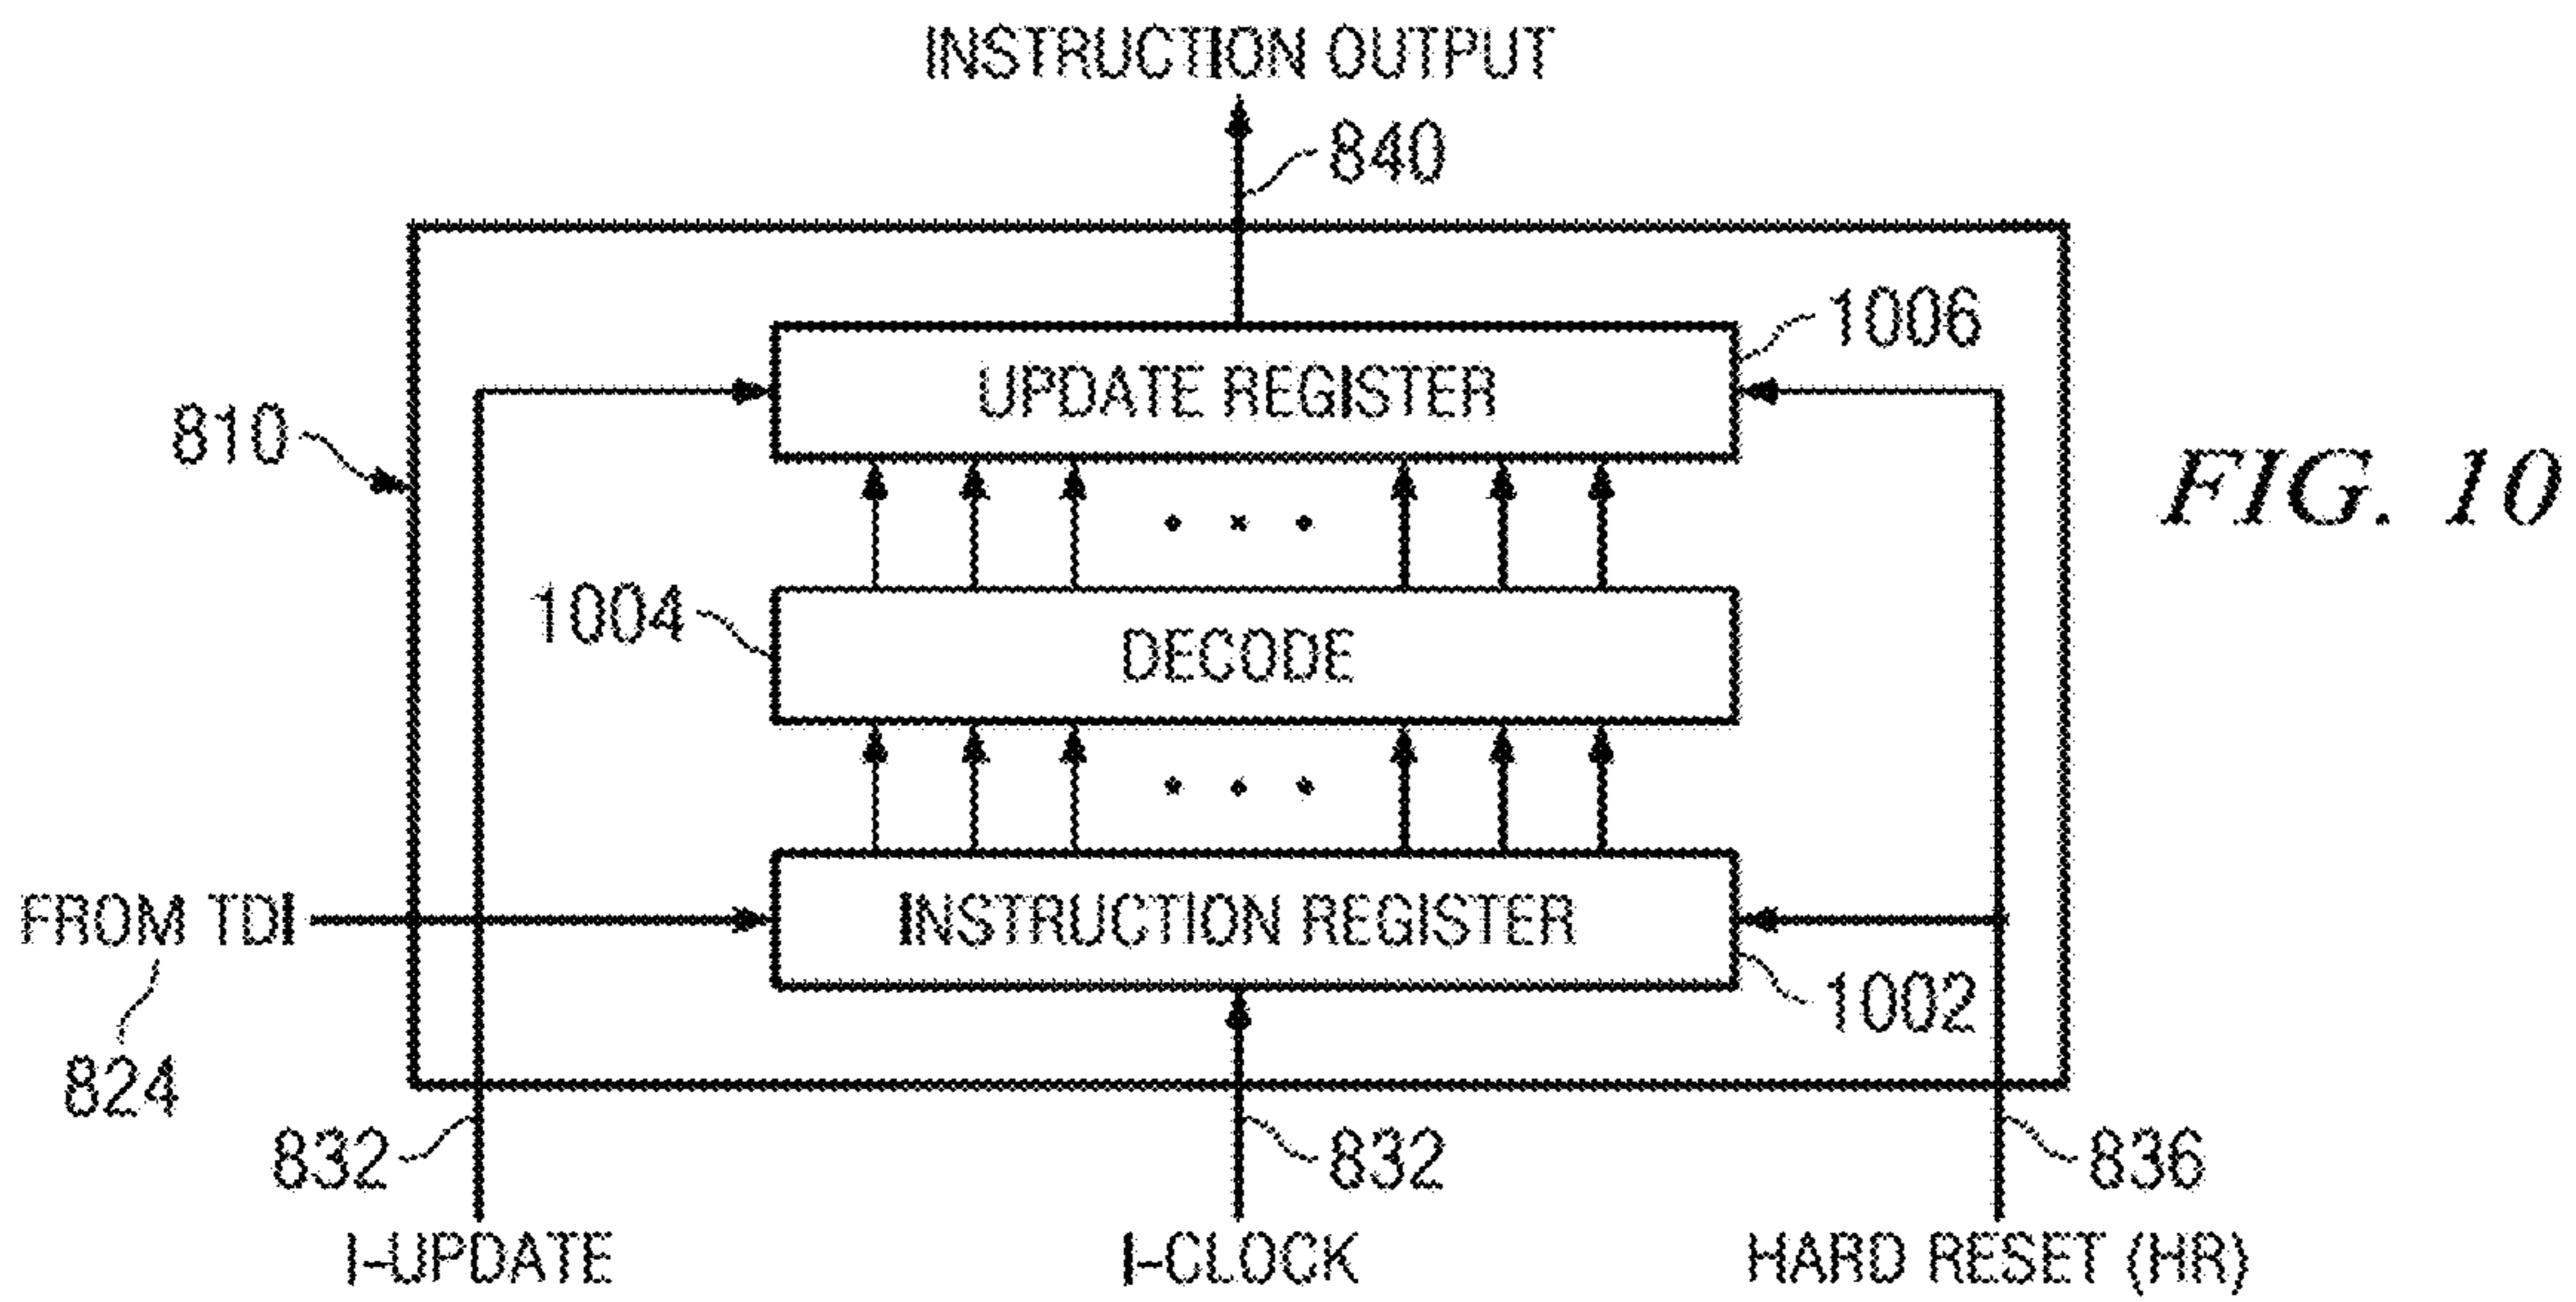 INSTRUCTION OUTPUT
840
1006
UPDATE REGISTER
810
FIG. 10
1004
DECODE
FROM TDI
INSTRUCTION REGISTER
1002
824
832
832
836
I-UPDATE
I-CLOCK
HARD RESET (HR)